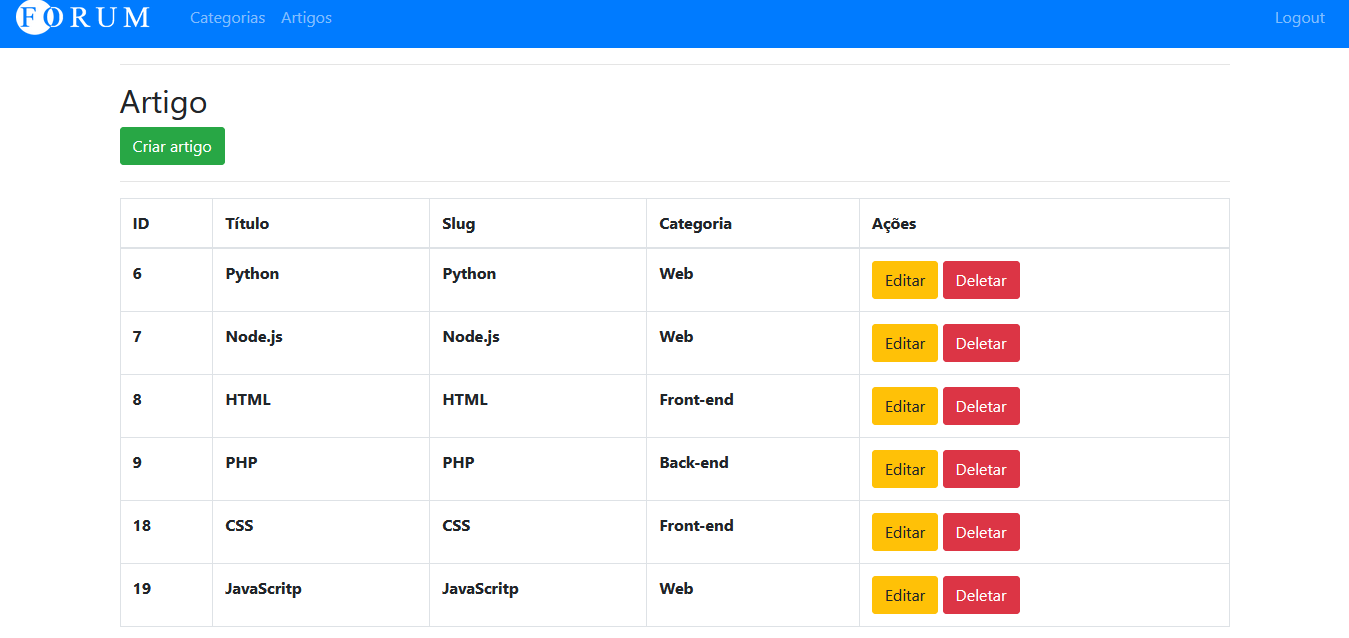 FORUM Categorias Artigos Logout
Artigo
Criar artigo
ID Título Slug Categoria Ações
6 Python Python Web Editar Deletar
7 Node.js Node.js Web Editar Deletar
8 HTML HTML Front-end Editar Deletar
9 PHP PHP Back-end Editar Deletar
18 CSS CSS Front-end Editar Deletar
19 JavaScritp JavaScritp Web Editar Deletar